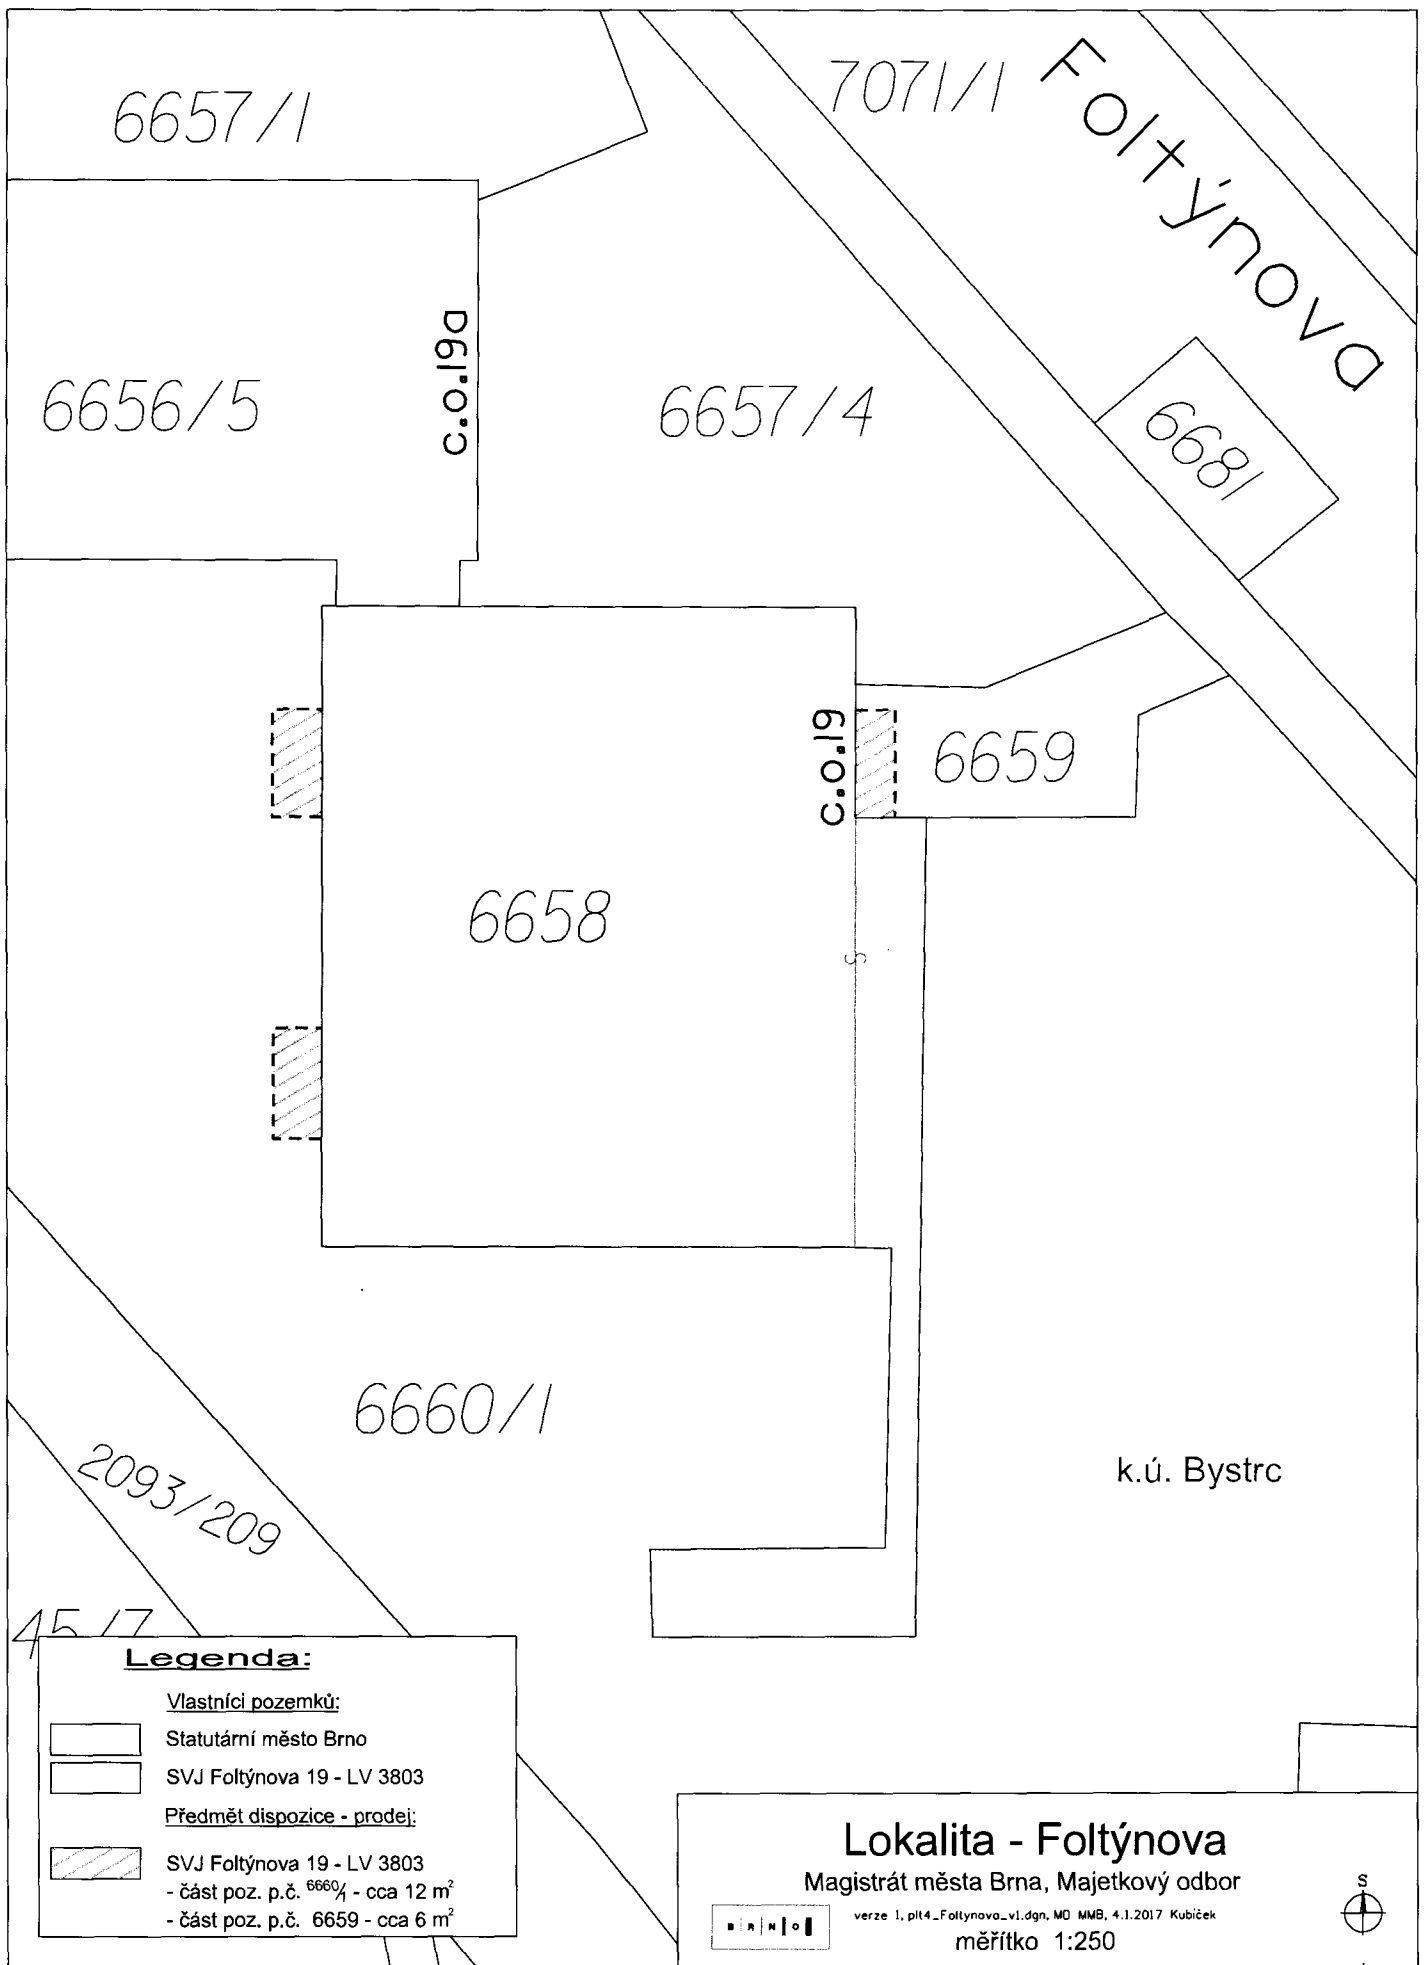 6657/1
7071/1
Foltýnova
6656/5
c.o.19a
6657/4
6681
c.o.19
6659
6658
S
6660/1
2093/209
k.ú. Bystrc
45/7
Legenda:
Vlastníci pozemků:
Statutární město Brno
SVJ Foltýnova 19 - LV 3803
Předmět dispozice - prodej:
SVJ Foltýnova 19 - LV 3803
- část poz. p.č. 6660/1 - cca 12 m²
- část poz. p.č. 6659 - cca 6 m²
Lokalita - Foltýnova
Magistrát města Brna, Majetkový odbor
verze 1, plt4_Foltynova_v1.dgn, MO MMB, 4.1.2017 Kubíček
měřítko 1:250
B R N O
S